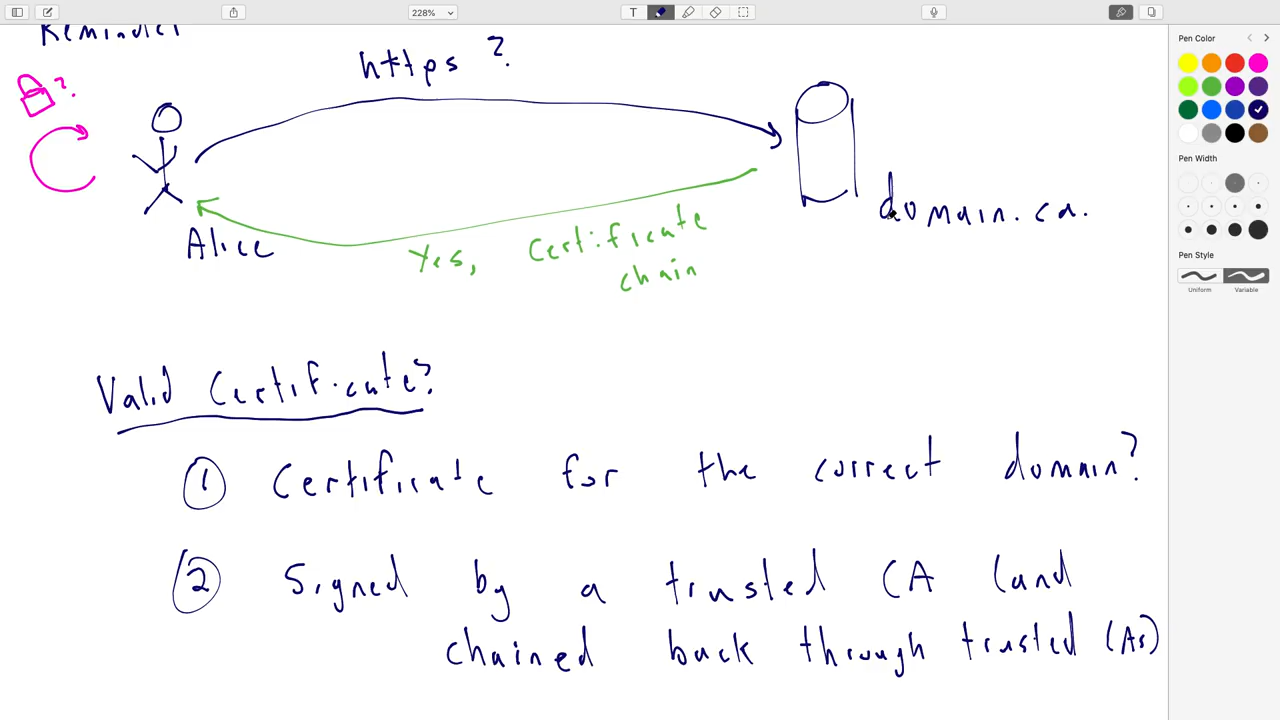 228%
T
Reminder
https ?
?
Pen Color
Pen Width
Pen Style
Uniform
Variable
domain.ca.
Alice
Yes, Certificate
chain
Valid Certificate?
① Certificate for the correct domain?
② Signed by a trusted CA (and
chained back through trusted CAs)